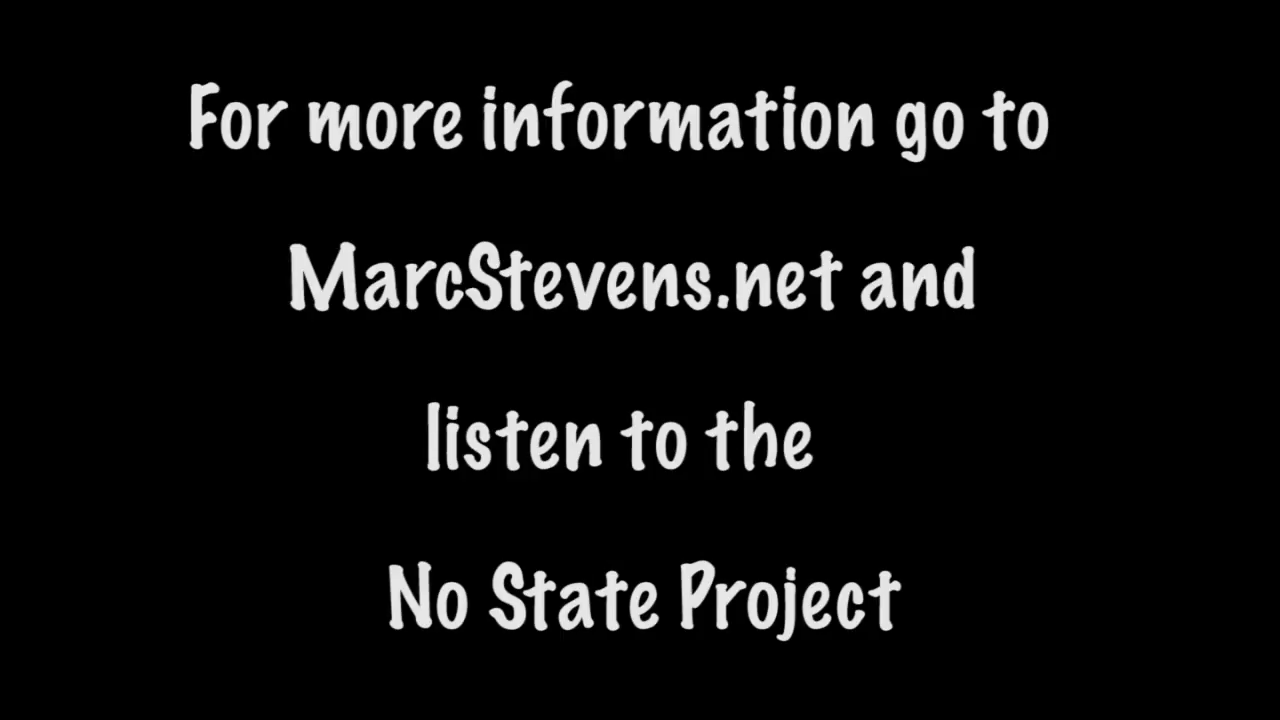 For more information go to
MarcStevens.net and
listen to the
No State Project